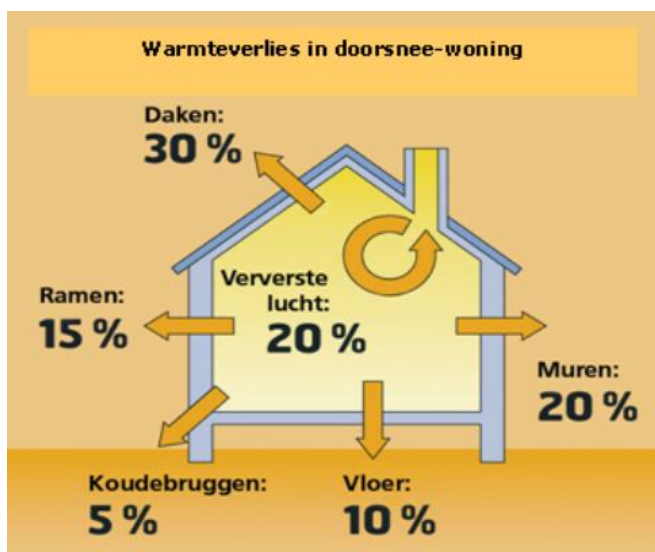 Warmteverlies in doorsnee-woning
Daken:
30 %
Ververste
lucht:
20 %
Ramen:
15 %
Muren:
20 %
Koudebruggen:
5 %
Vloer:
10 %